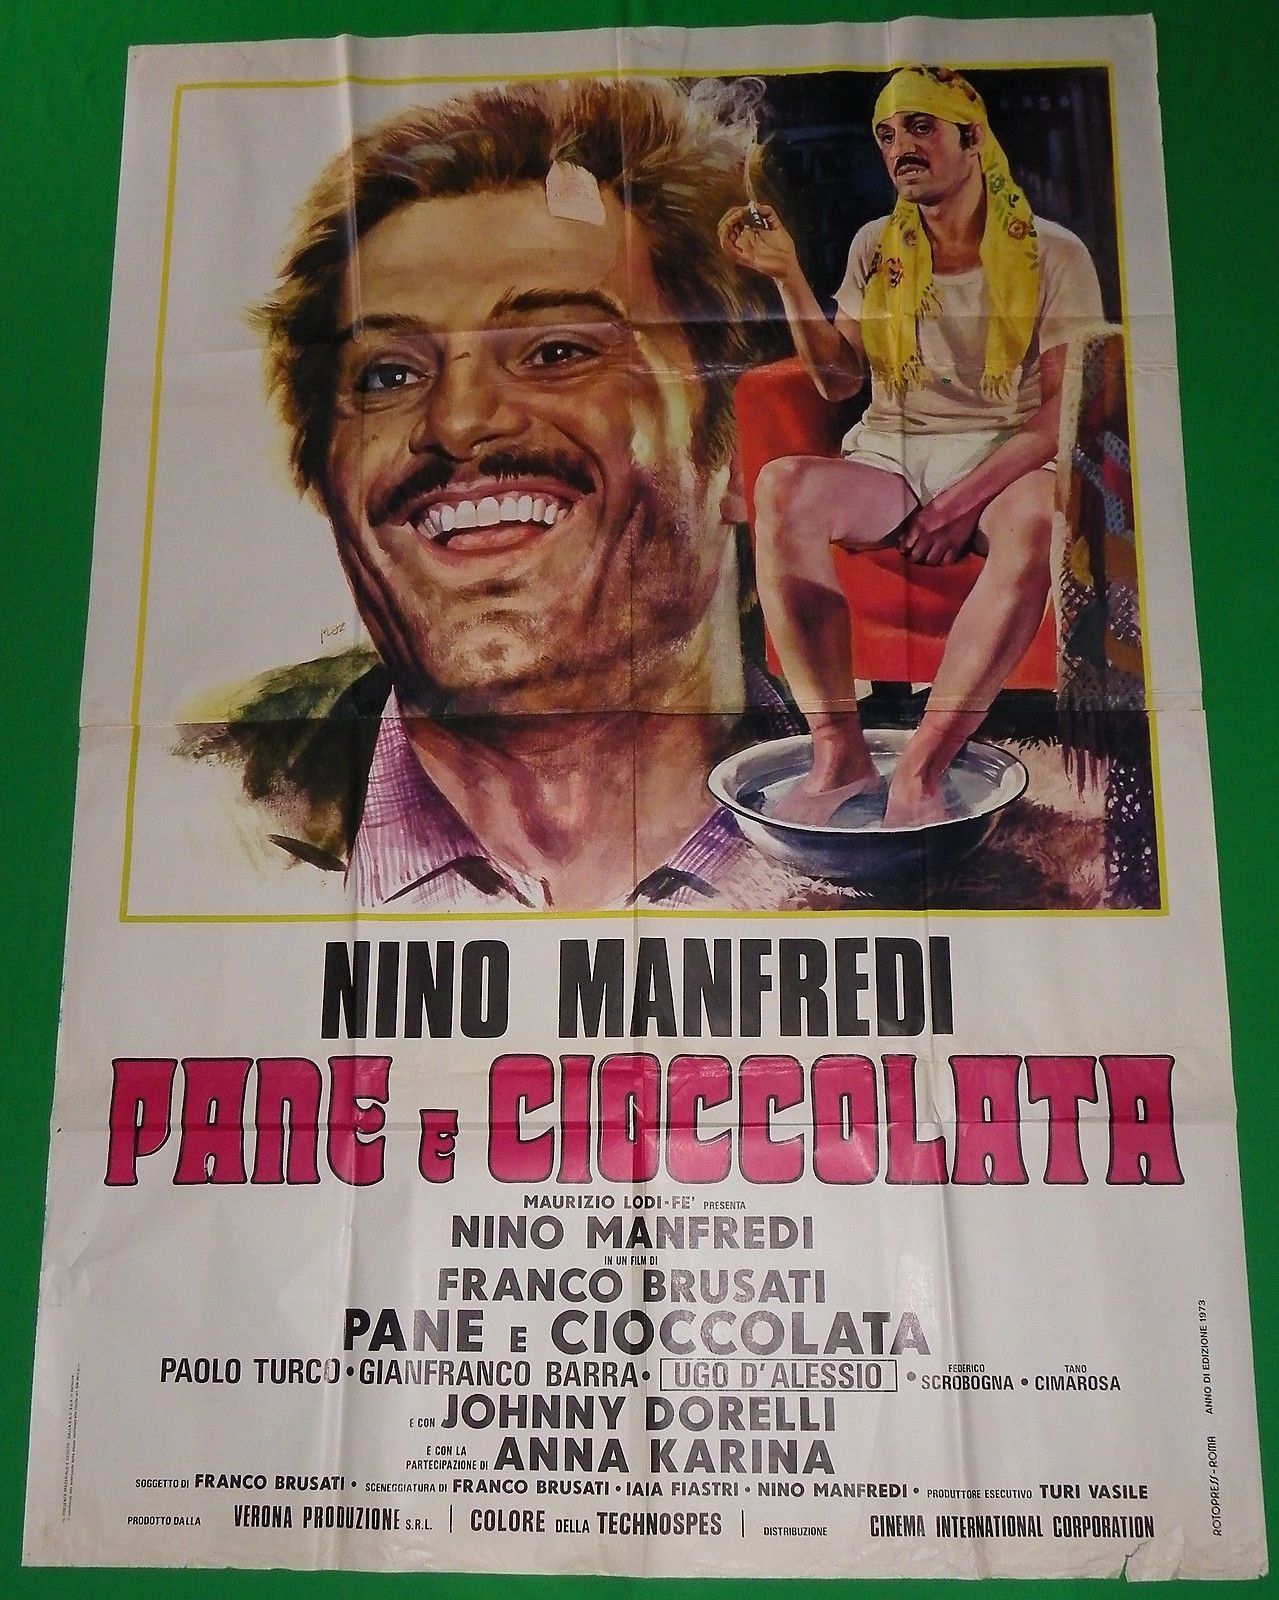 NINO MANFREDI
PANE E CIOCCOLATA
MAURIZIO LODI-FE' PRESENTA
NINO MANFREDI
IN UN FILM DI
FRANCO BRUSATI
PANE E CIOCCOLATA
PAOLO TURCO • GIANFRANCO BARRA • UGO D'ALESSIO • FEDERICO SCROBOGNA • TANO CIMAROSA
E CON JOHNNY DORELLI
E CON LA PARTECIPAZIONE DI ANNA KARINA
SOGGETTO DI FRANCO BRUSATI • SCENEGGIATURA DI FRANCO BRUSATI • IAIA FIASTRI • NINO MANFREDI • PRODUTTORE ESECUTIVO TURI VASILE
PRODOTTO DALLA VERONA PRODUZIONE S.R.L. | COLORE DELLA TECHNOSPES | DISTRIBUZIONE CINEMA INTERNATIONAL CORPORATION
ROTOPRESS - ROMA ANNO DI EDIZIONE 1973